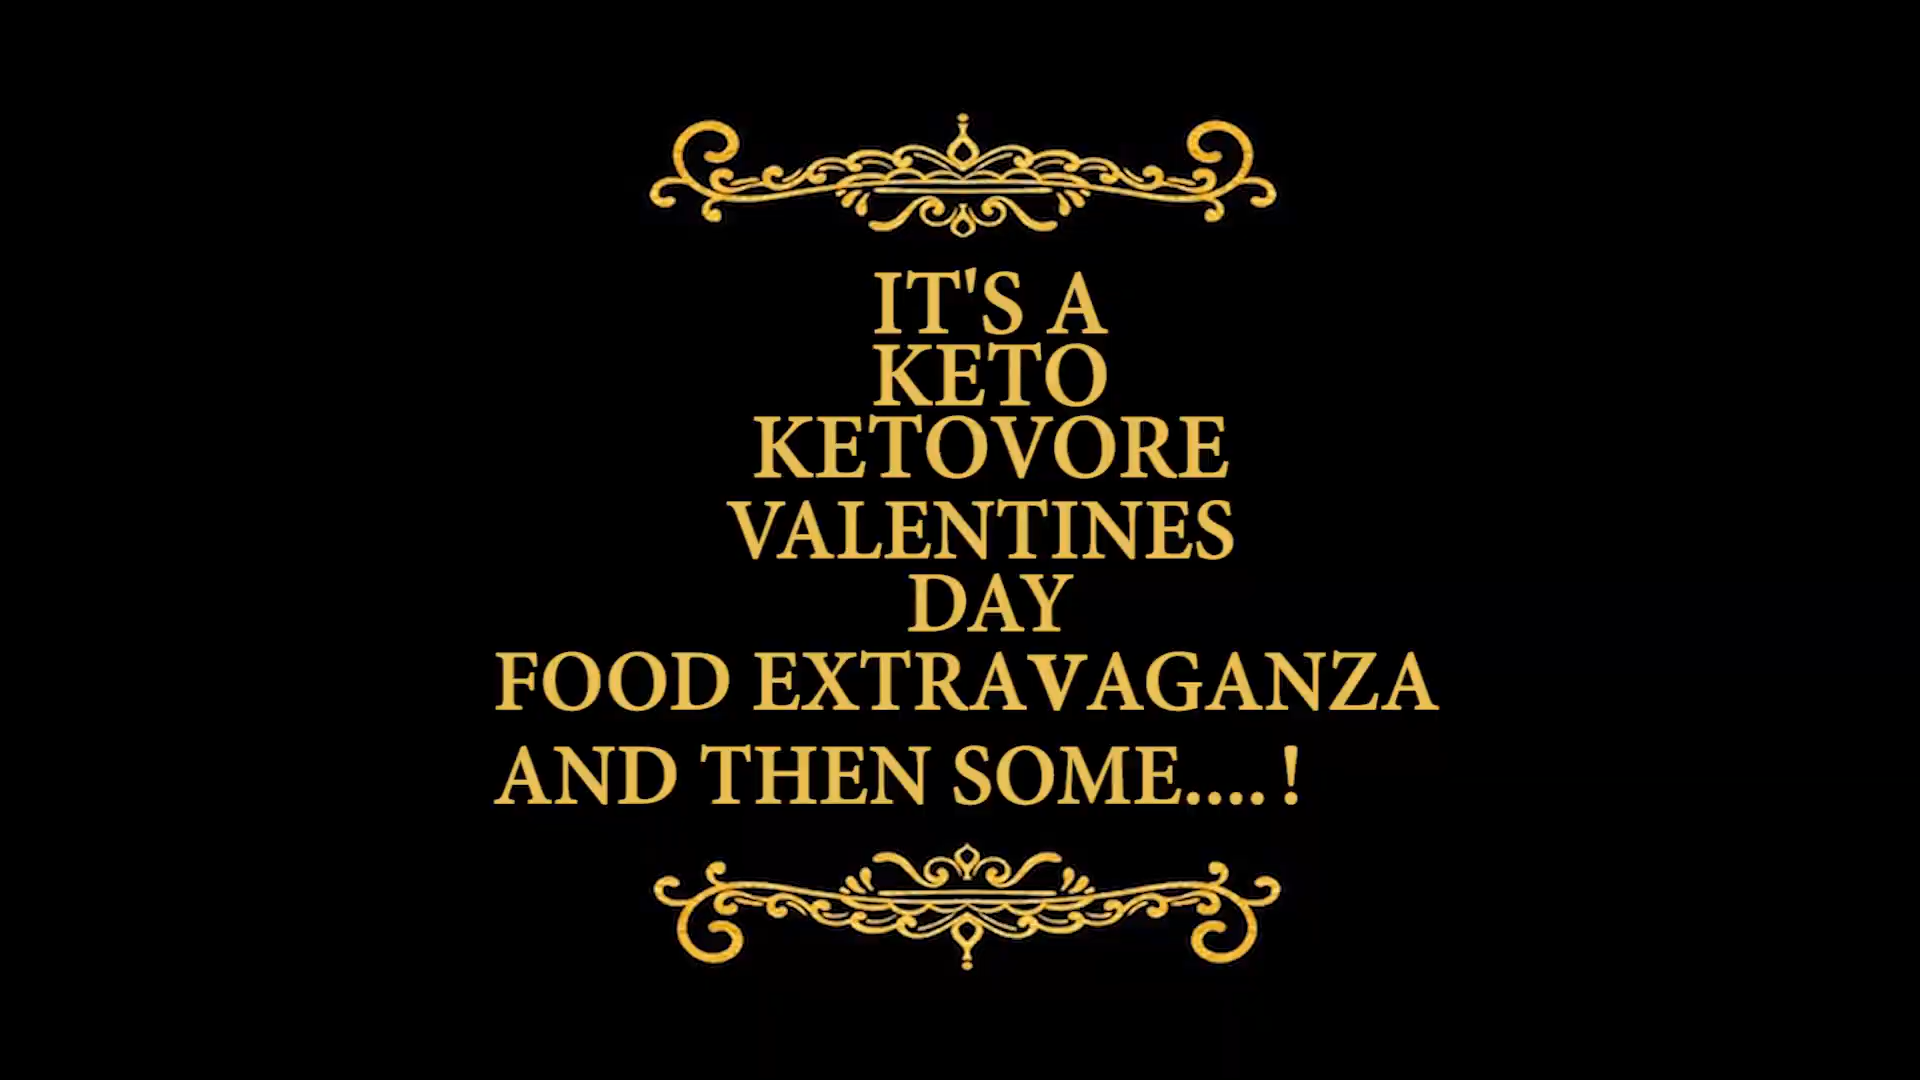 IT'S A
KETO
KETOVORE
VALENTINES
DAY
FOOD EXTRAVAGANZA
AND THEN SOME....!